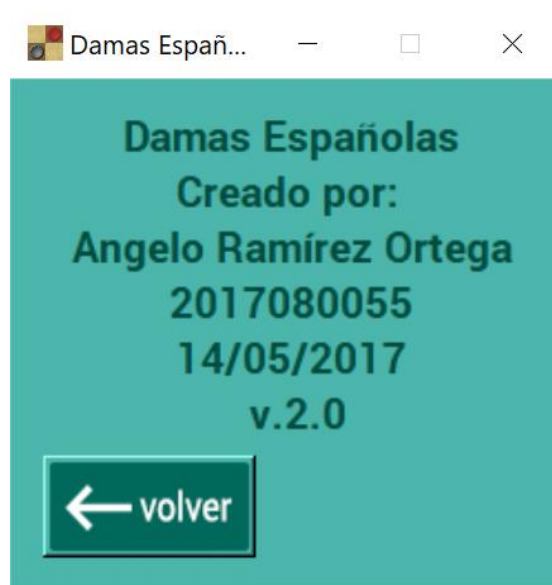 Damas Españ...
Damas Españolas
Creado por:
Angelo Ramírez Ortega
2017080055
14/05/2017
v.2.0
volver